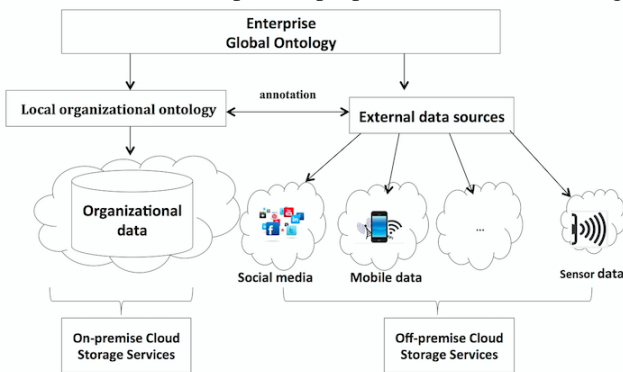 Enterprise
Global Ontology
Local organizational ontology
annotation
External data sources
Organizational
data
...
Social media
Mobile data
Sensor data
On-premise Cloud
Storage Services
Off-premise Cloud
Storage Services